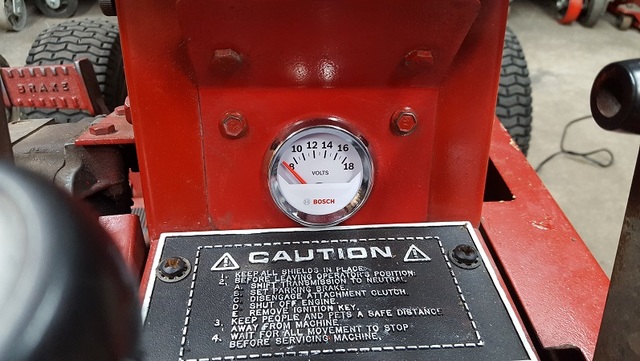 BRAKE
8 10 12 14 16 18
VOLTS
BOSCH
⚠ CAUTION ⚠
1. KEEP ALL SHIELDS IN PLACE.
2. BEFORE LEAVING OPERATOR'S POSITION:
A. SHIFT TRANSMISSION TO NEUTRAL.
B. SET PARKING BRAKE.
C. DISENGAGE ATTACHMENT CLUTCH.
D. SHUT OFF ENGINE.
E. REMOVE IGNITION KEY.
3. KEEP PEOPLE AND PETS A SAFE DISTANCE
AWAY FROM MACHINE.
4. WAIT FOR ALL MOVEMENT TO STOP
BEFORE SERVICING MACHINE.